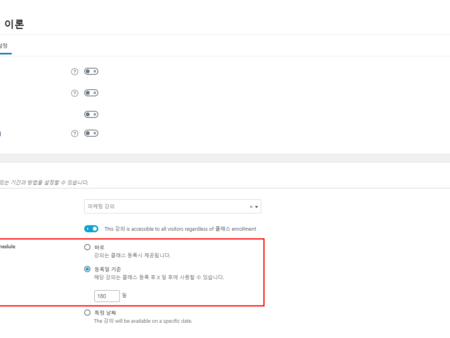 이론
설정
?
?
?
있는 기간과 방법을 설정할 수 있습니다.
마케팅 강의
This 강의 is accessible to all visitors regardless of 클래스 enrollment
hedule
바로
강의는 클래스 등록시 제공됩니다.
등록일 기준
해당 강의는 클래스 등록 후 X 일 후에 사용할 수 있습니다.
180 일
특정 날짜
The 강의 will be available on a specific date.